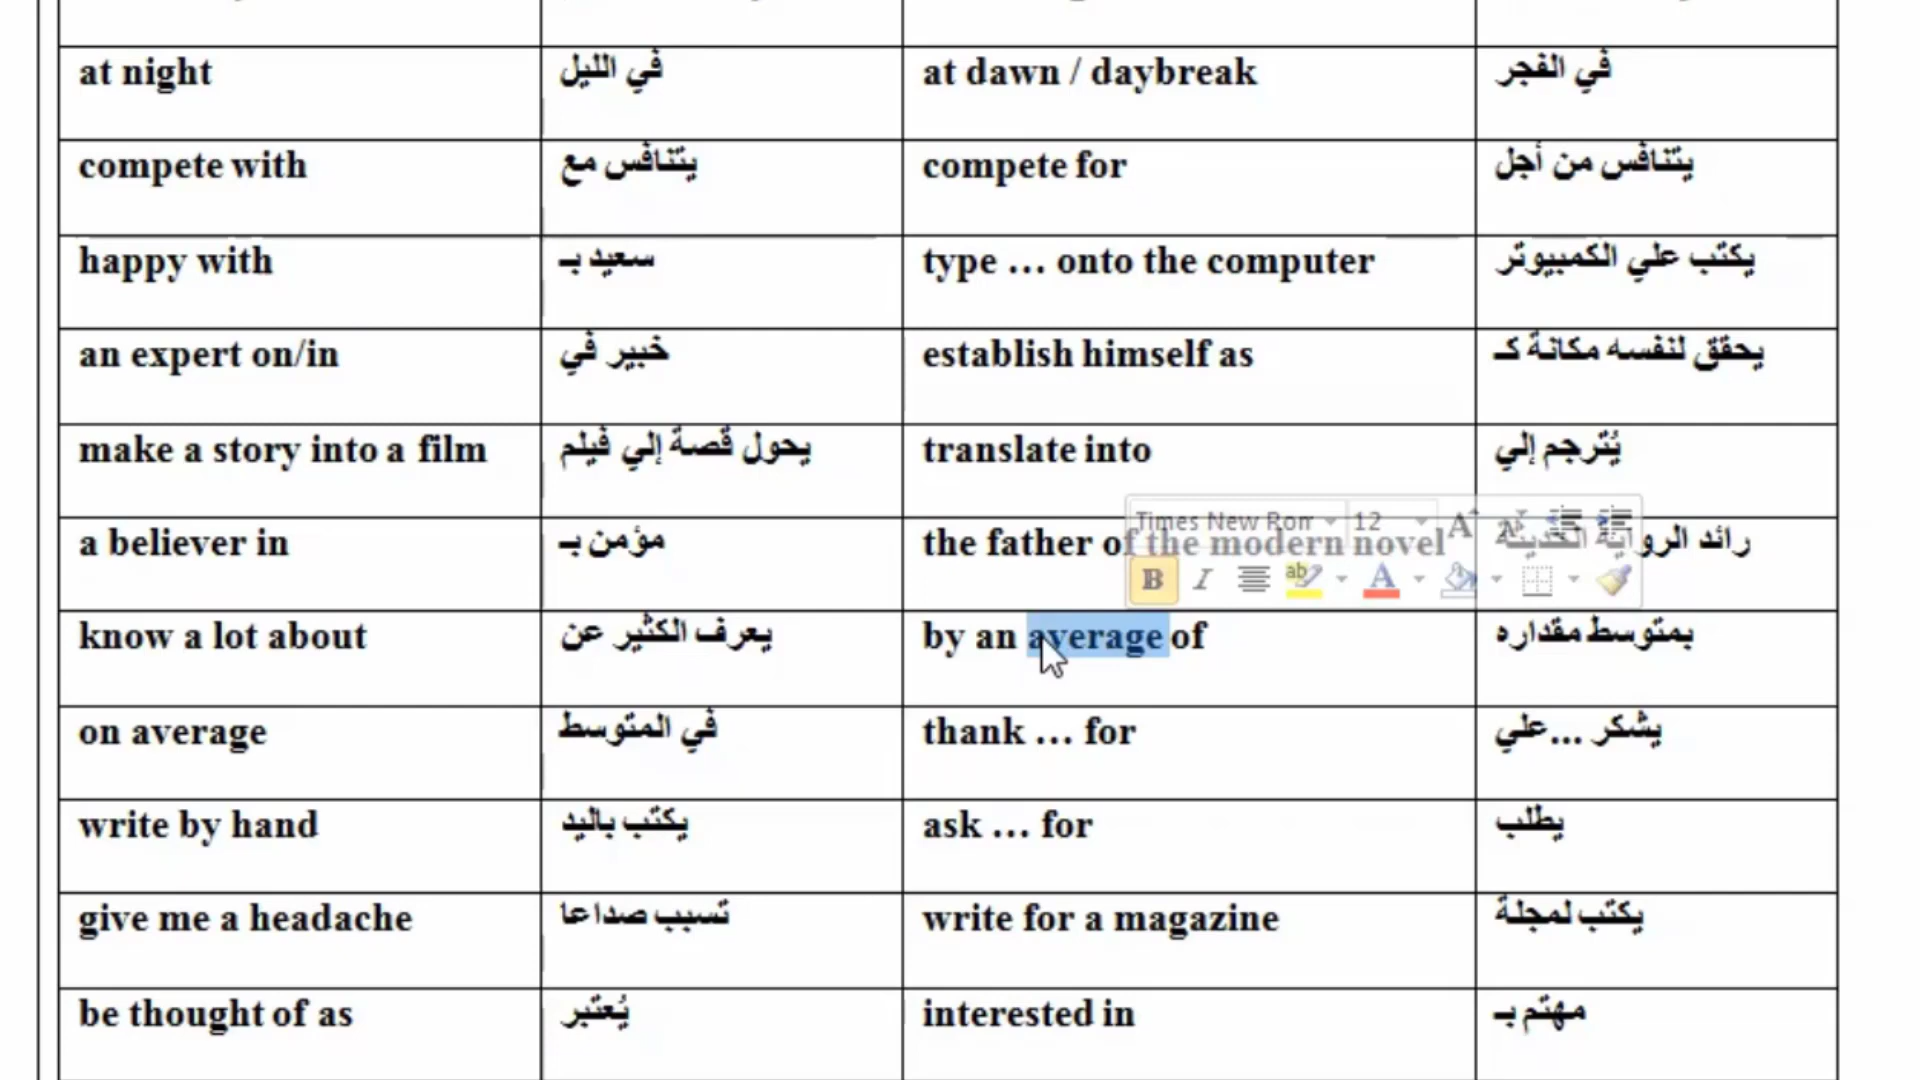 at night في الليل at dawn / daybreak في الفجر
compete with يتنافس مع compete for يتنافس من أجل
happy with سعيد بـ type … onto the computer يكتب علي الكمبيوتر
an expert on/in خبير في establish himself as يحقق لنفسه مكانة كـ
make a story into a film يحول قصة إلي فيلم translate into يُترجم إلي
Times New Ror 12
a believer in مؤمن بـ the father of the modern novel رائد الرواية الحديثة
B I ab A
know a lot about يعرف الكثير عن by an average of بمتوسط مقداره
on average في المتوسط thank … for يشكر ...علي
write by hand يكتب باليد ask … for يطلب
give me a headache تسبب صداعا write for a magazine يكتب لمجلة
be thought of as يُعتبر interested in مهتم بـ